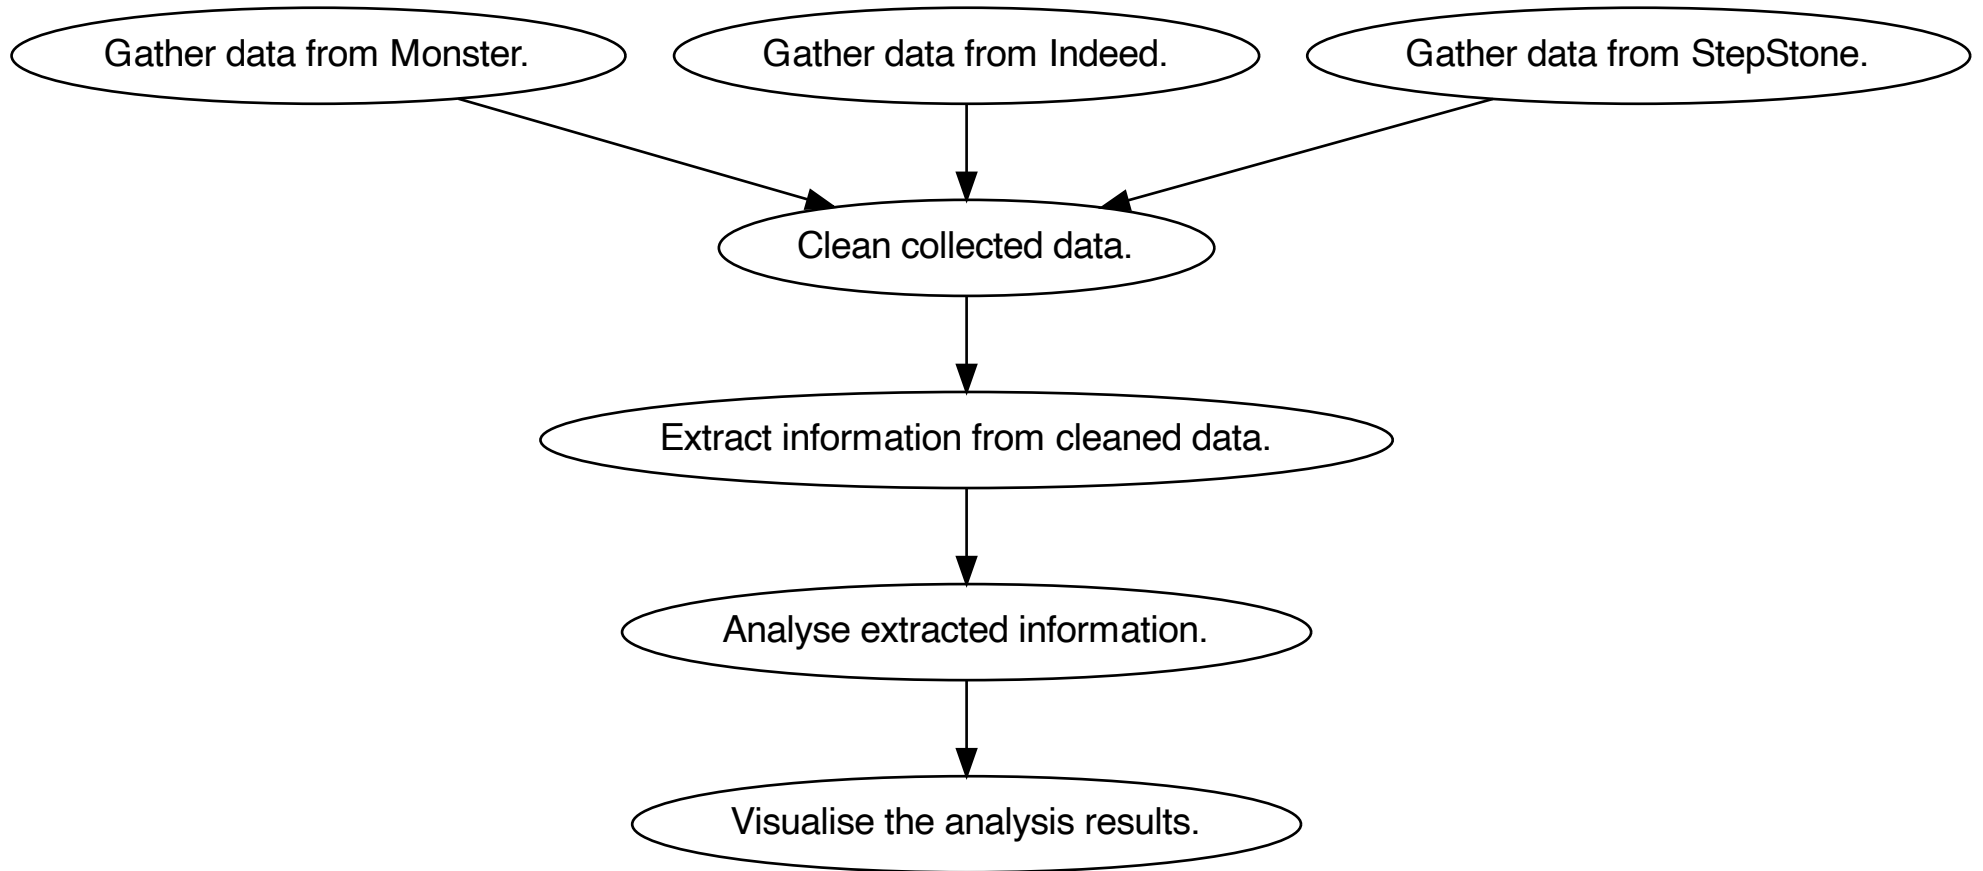 Gather data from Monster.
Gather data from Indeed.
Gather data from StepStone.
Clean collected data.
Extract information from cleaned data.
Analyse extracted information.
Visualise the analysis results.